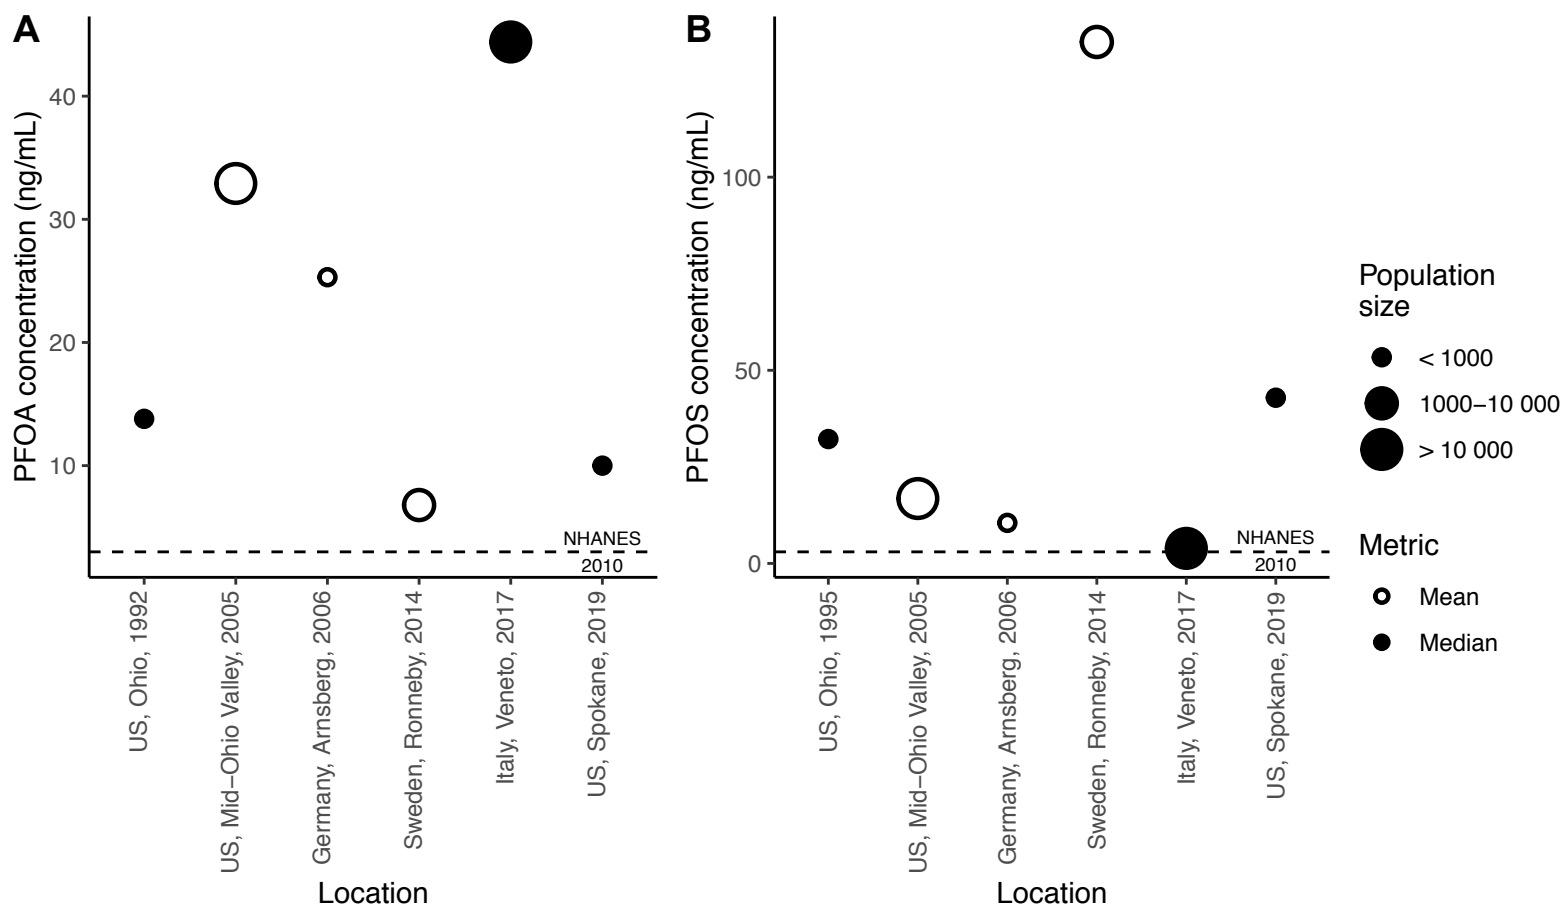 A
PFOA concentration (ng/mL)
40
30
20
10
NHANES
2010
US, Ohio, 1992
US, Mid−Ohio Valley, 2005
Germany, Arnsberg, 2006
Sweden, Ronneby, 2014
Italy, Veneto, 2017
US, Spokane, 2019
Location
B
PFOS concentration (ng/mL)
100
50
0
NHANES
2010
US, Ohio, 1995
US, Mid−Ohio Valley, 2005
Germany, Arnsberg, 2006
Sweden, Ronneby, 2014
Italy, Veneto, 2017
US, Spokane, 2019
Location
Population
size
< 1000
1000−10 000
> 10 000
Metric
Mean
Median